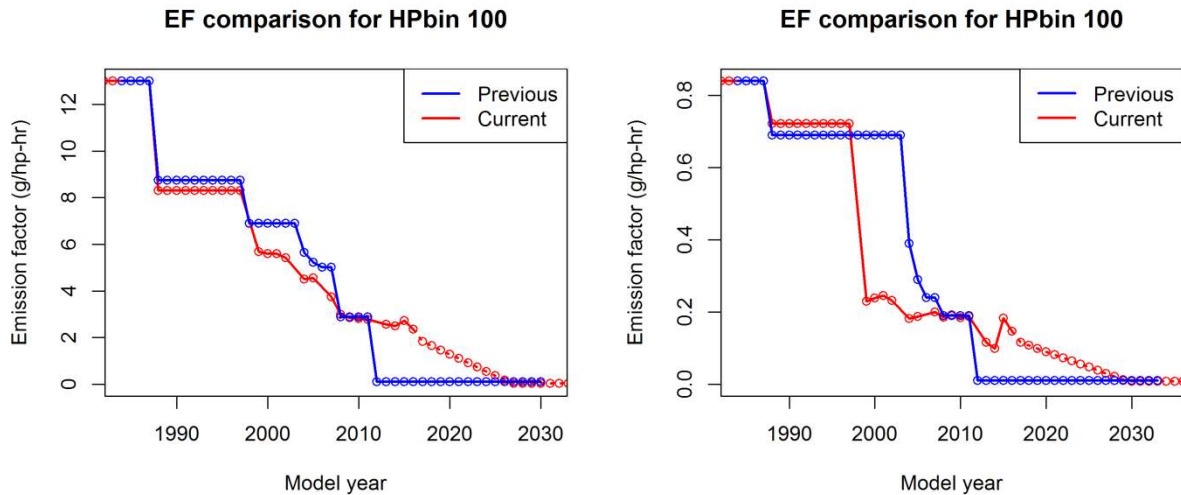 EF comparison for HPbin 100
Emission factor (g/hp-hr)
12
10
8
6
4
2
0
Previous
Current
1990 2000 2010 2020 2030
Model year
EF comparison for HPbin 100
Emission factor (g/hp-hr)
0.8
0.6
0.4
0.2
0.0
Previous
Current
1990 2000 2010 2020 2030
Model year